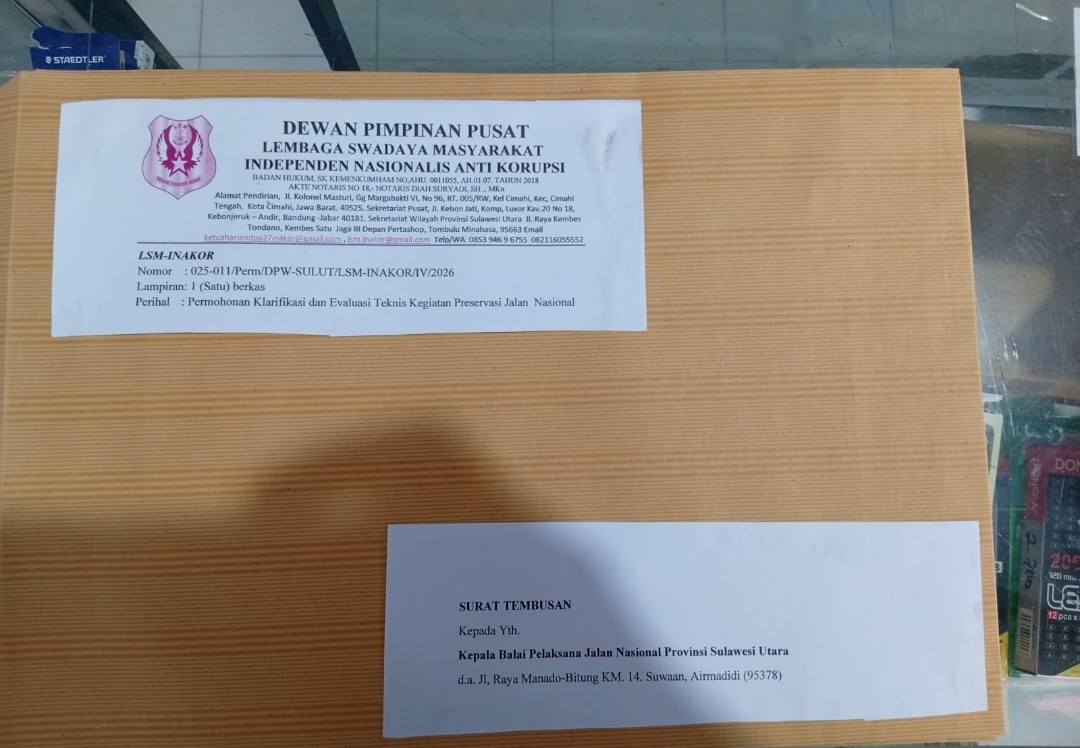 STAEDTLER
DEWAN PIMPINAN PUSAT
LEMBAGA SWADAYA MASYARAKAT
INDEPENDEN NASIONALIS ANTI KORUPSI
BADAN HUKUM, SK KEMENKUMHAM NO,AHU. 0011055, AH.01.07. TAHUN 2018
AKTE NOTARIS NO 18,- NOTARIS DIAH SURYADI, SH ., MKn
Alamat Pendirian, Jl. Kolonel Masturi, Gg Margabakti VI, No 96, RT. 005/RW, Kel Cimahi, Kec, Cimahi
Tengah, Kota Cimahi, Jawa Barat. 40525. Sekretariat Pusat, Jl. Kebon Jati, Komp, Luxor Kav.20 No 18,
Kebonjeruk – Andir, Bandung -Jabar 40181. Sekretariat Wilayah Provinsi Sulawesi Utara Jl. Raya Kembes
Tondano, Kembes Satu Jaga III Depan Pertashop, Tombulu Minahasa, 95663 Email
ketuahariandpp27inakor@gmail.com , lsm.inakor@gmail.com Telp/WA 0853 946 9 6755 082116055552
LSM-INAKOR
Nomor : 025-011/Perm/DPW-SULUT/LSM-INAKOR/IV/2026
Lampiran: 1 (Satu) berkas
Perihal : Permohonan Klarifikasi dan Evaluasi Teknis Kegiatan Preservasi Jalan Nasional
SURAT TEMBUSAN
Kepada Yth.
Kepala Balai Pelaksana Jalan Nasional Provinsi Sulawesi Utara
d.a. Jl, Raya Manado-Bitung KM. 14. Suwaan, Airmadidi (95378)
12 pcs